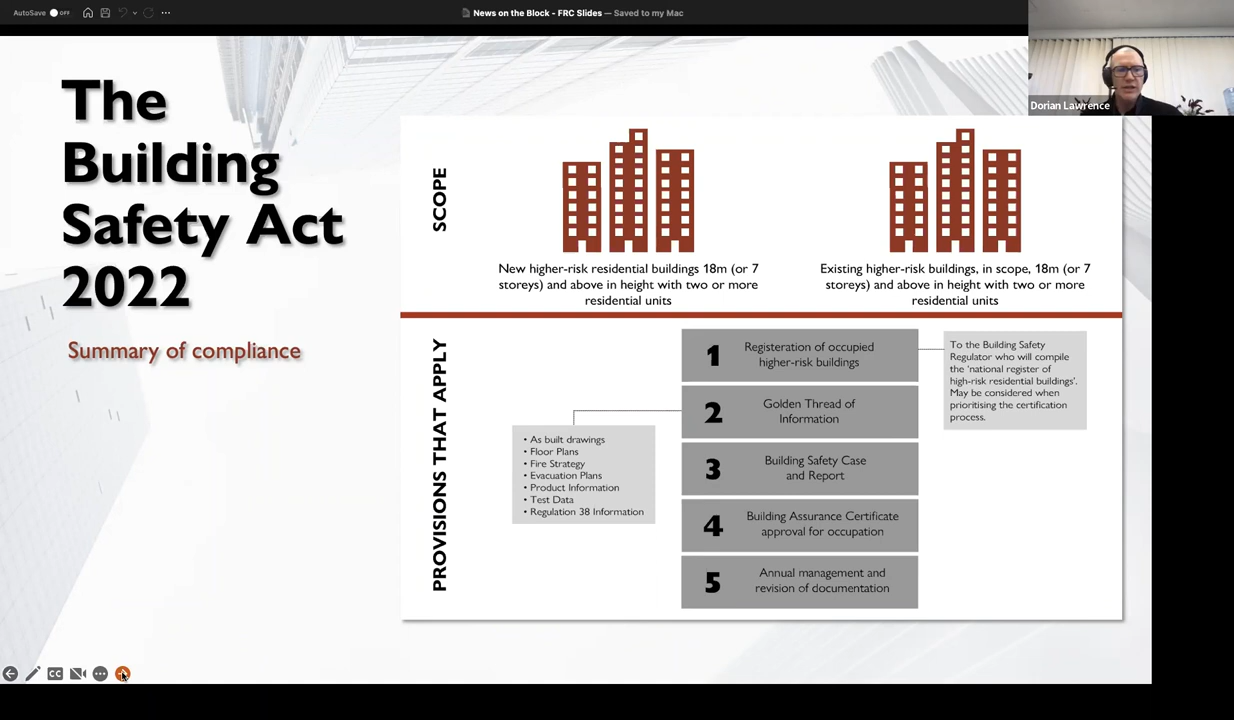 AutoSave OFF
News on the Block - FRC Slides — Saved to my Mac
Dorian Lawrence
The
Building
Safety Act
2022
Summary of compliance
SCOPE
New higher-risk residential buildings 18m (or 7
storeys) and above in height with two or more
residential units
Existing higher-risk buildings, in scope, 18m (or 7
storeys) and above in height with two or more
residential units
PROVISIONS THAT APPLY
1
Registeration of occupied
higher-risk buildings
To the Building Safety
Regulator who will compile
the ‘national register of
high-risk residential buildings’.
May be considered when
prioritising the certification
process.
2
Golden Thread of
Information
• As built drawings
• Floor Plans
• Fire Strategy
• Evacuation Plans
• Product Information
• Test Data
• Regulation 38 Information
3
Building Safety Case
and Report
4
Building Assurance Certificate
approval for occupation
5
Annual management and
revision of documentation
CC